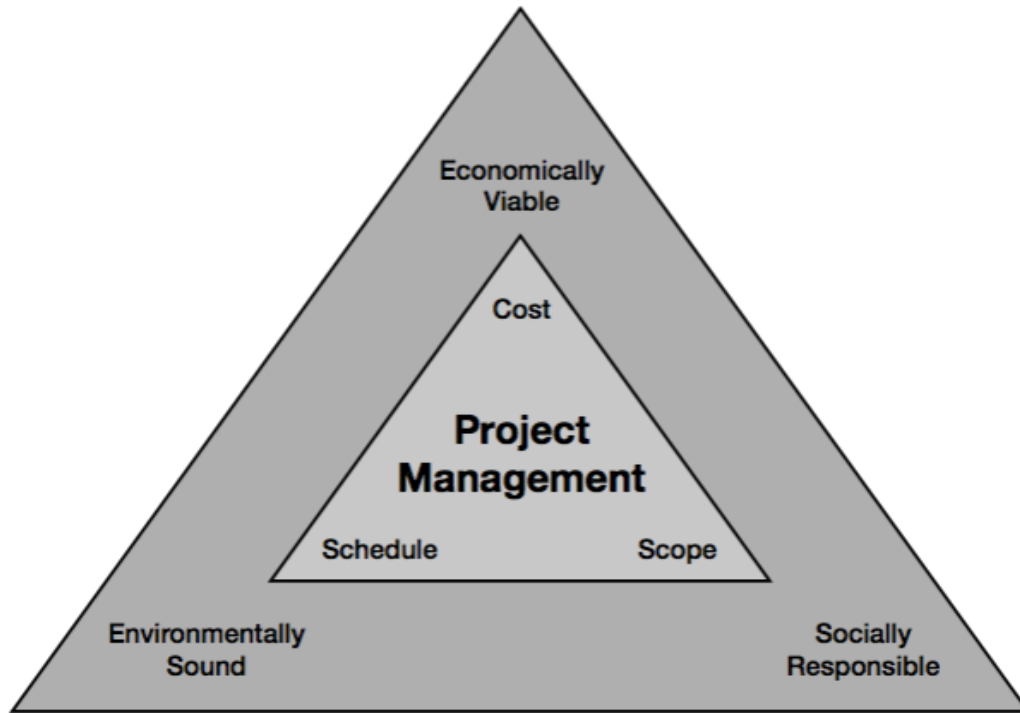 Economically
Viable
Cost
Project
Management
Schedule
Scope
Environmentally
Sound
Socially
Responsible